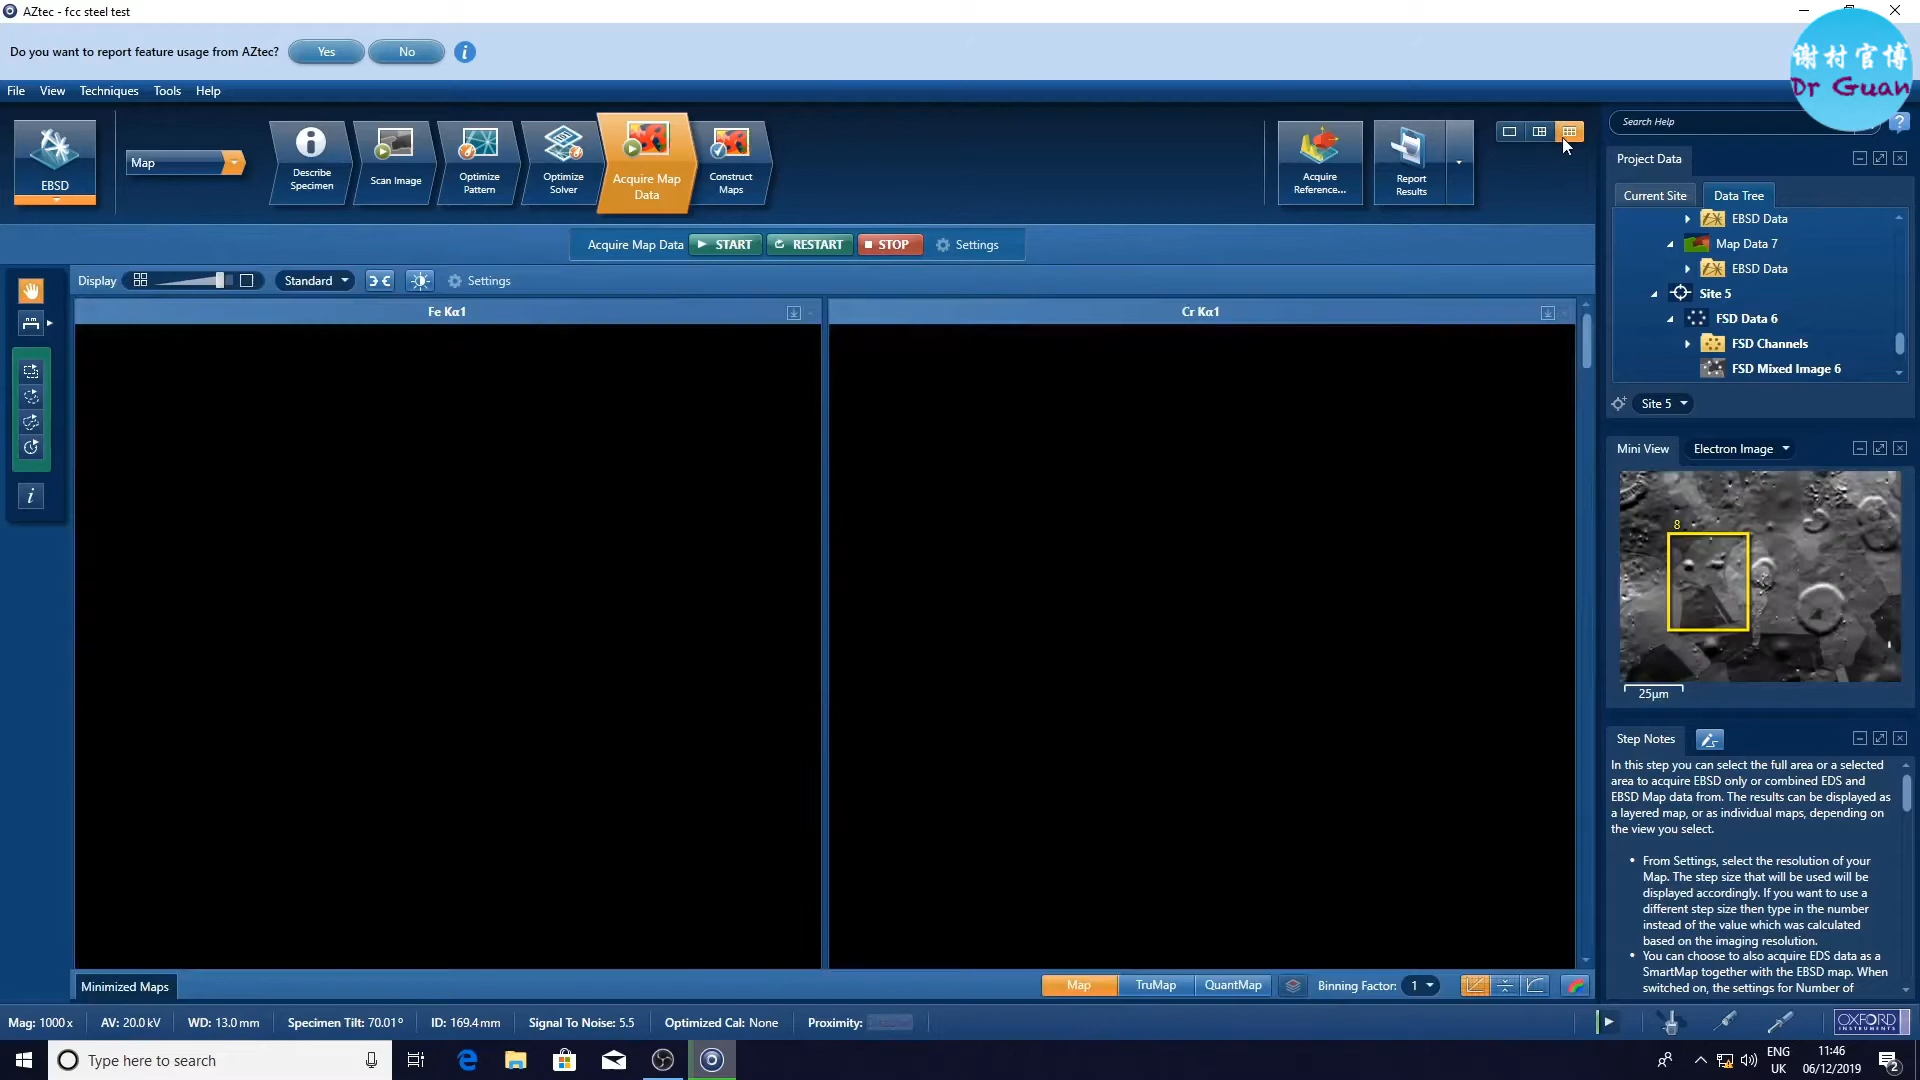 AZtec - fcc steel test
Do you want to report feature usage from AZtec? Yes No i
谢村官博
Dr Guan
File View Techniques Tools Help
EBSD
Map
Describe Specimen
Scan Image
Optimize Pattern
Optimize Solver
Acquire Map Data
Construct Maps
Acquire Reference...
Report Results
Search Help
?
Project Data
Current Site Data Tree
EBSD Data
Map Data 7
EBSD Data
Site 5
FSD Data 6
FSD Channels
FSD Mixed Image 6
Site 5
Acquire Map Data START RESTART STOP Settings
Display Standard Settings
Fe Kα1 Cr Kα1
i
Mini View Electron Image
8
25µm
Step Notes
In this step you can select the full area or a selected
area to acquire EBSD only or combined EDS and
EBSD Map data from. The results can be displayed as
a layered map, or as individual maps, depending on
the view you select.
• From Settings, select the resolution of your
Map. The step size that will be used will be
displayed accordingly. If you want to use a
different step size then type in the number
instead of the value which was calculated
based on the imaging resolution.
• You can choose to also acquire EDS data as a
SmartMap together with the EBSD map. When
switched on, the settings for Number of
Minimized Maps
Map TruMap QuantMap Binning Factor: 1
Mag: 1000 x AV: 20.0 kV WD: 13.0 mm Specimen Tilt: 70.01° ID: 169.4 mm Signal To Noise: 5.5 Optimized Cal: None Proximity:
OXFORD
INSTRUMENTS
Type here to search
ENG
UK
11:46
06/12/2019
2